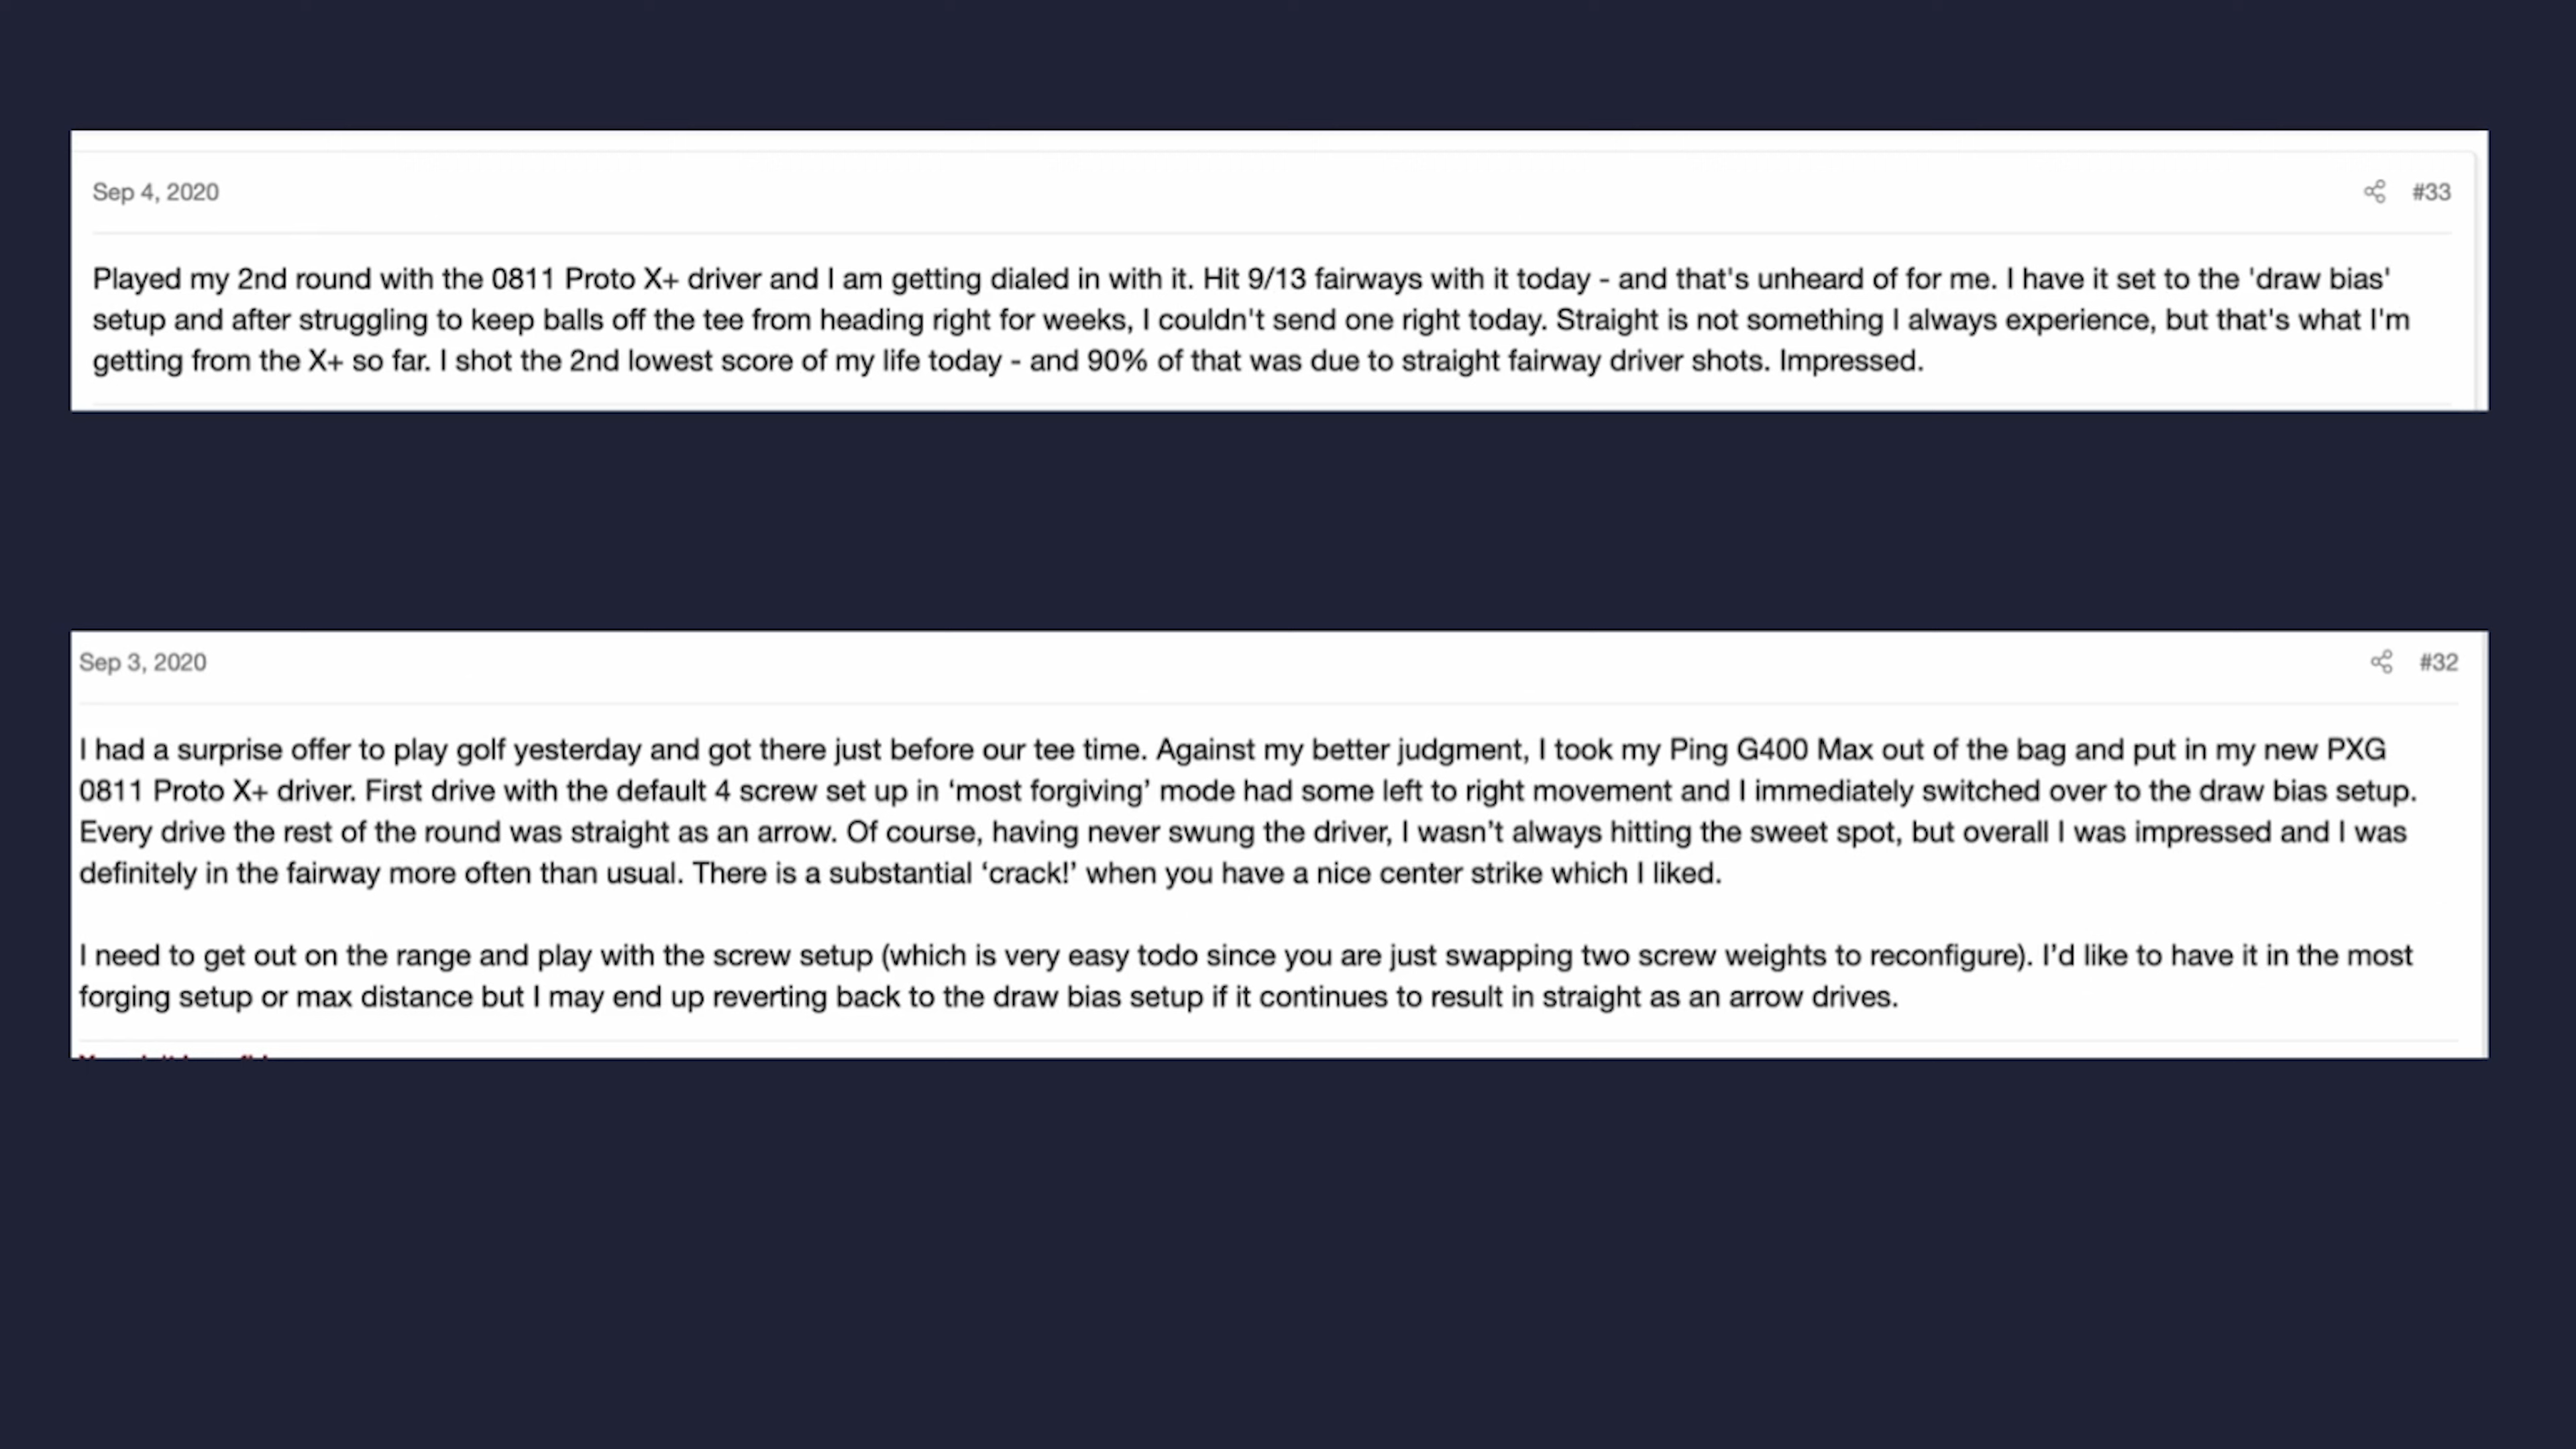 Sep 4, 2020
#33
Played my 2nd round with the 0811 Proto X+ driver and I am getting dialed in with it. Hit 9/13 fairways with it today - and that's unheard of for me. I have it set to the 'draw bias'
setup and after struggling to keep balls off the tee from heading right for weeks, I couldn't send one right today. Straight is not something I always experience, but that's what I'm
getting from the X+ so far. I shot the 2nd lowest score of my life today - and 90% of that was due to straight fairway driver shots. Impressed.
Sep 3, 2020
#32
I had a surprise offer to play golf yesterday and got there just before our tee time. Against my better judgment, I took my Ping G400 Max out of the bag and put in my new PXG
0811 Proto X+ driver. First drive with the default 4 screw set up in ‘most forgiving’ mode had some left to right movement and I immediately switched over to the draw bias setup.
Every drive the rest of the round was straight as an arrow. Of course, having never swung the driver, I wasn’t always hitting the sweet spot, but overall I was impressed and I was
definitely in the fairway more often than usual. There is a substantial ‘crack!’ when you have a nice center strike which I liked.
I need to get out on the range and play with the screw setup (which is very easy todo since you are just swapping two screw weights to reconfigure). I’d like to have it in the most
forging setup or max distance but I may end up reverting back to the draw bias setup if it continues to result in straight as an arrow drives.